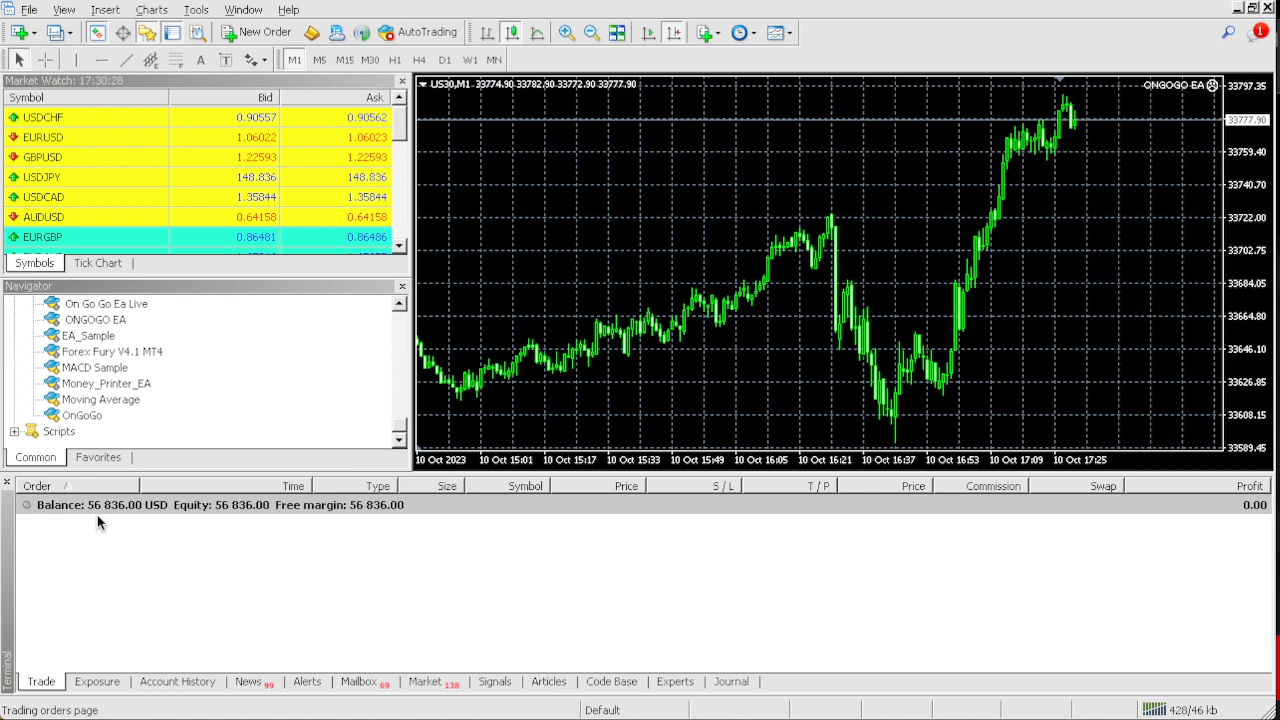 File View Insert Charts Tools Window Help
New Order AutoTrading 1
A T M1 M5 M15 M30 H1 H4 D1 W1 MN
Market Watch: 17:30:28
Symbol Bid Ask
USDCHF 0.90557 0.90562
EURUSD 1.06022 1.06023
GBPUSD 1.22593 1.22595
USDJPY 148.836 148.836
USDCAD 1.35844 1.35844
AUDUSD 0.64158 0.64158
EURGBP 0.86481 0.86486
Symbols Tick Chart
Navigator
On Go Go Ea Live
ONGOGO EA
EA_Sample
Forex Fury V4.1 MT4
MACD Sample
Money_Printer_EA
Moving Average
OnGoGo
Scripts
Common Favorites
US30,M1 33774.90 33782.90 33772.90 33777.90
ONGOGO EA
33797.35
33777.90
33759.40
33740.70
33722.00
33702.75
33684.05
33664.80
33646.10
33626.85
33608.15
33589.45
10 Oct 2023 10 Oct 15:01 10 Oct 15:17 10 Oct 15:33 10 Oct 15:49 10 Oct 16:05 10 Oct 16:21 10 Oct 16:37 10 Oct 16:53 10 Oct 17:09 10 Oct 17:25
Order Time Type Size Symbol Price S / L T / P Price Commission Swap Profit
Balance: 56 836.00 USD Equity: 56 836.00 Free margin: 56 836.00 0.00
Terminal
Trade Exposure Account History News 99 Alerts Mailbox 69 Market 138 Signals Articles Code Base Experts Journal
Trading orders page Default 428/46 kb